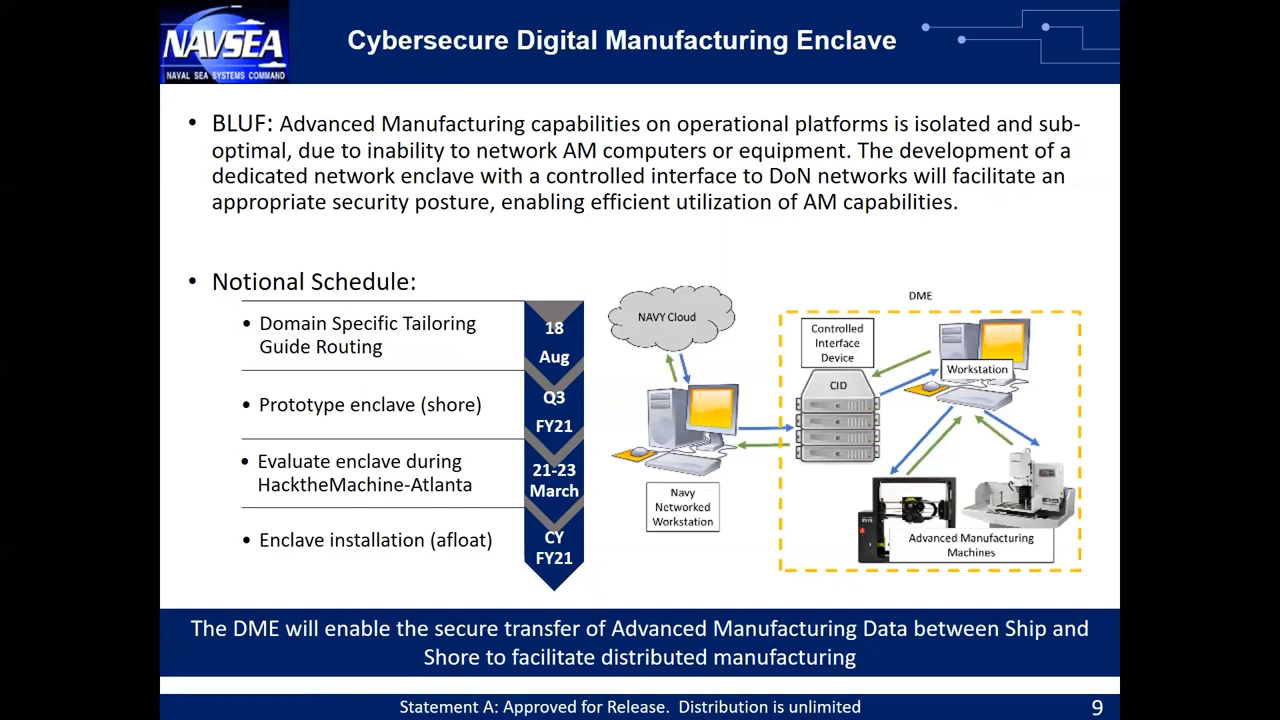 NAVSEA
NAVAL SEA SYSTEMS COMMAND
Cybersecure Digital Manufacturing Enclave
• BLUF: Advanced Manufacturing capabilities on operational platforms is isolated and sub-
optimal, due to inability to network AM computers or equipment. The development of a
dedicated network enclave with a controlled interface to DoN networks will facilitate an
appropriate security posture, enabling efficient utilization of AM capabilities.
• Notional Schedule:
• Domain Specific Tailoring
Guide Routing
18
Aug
• Prototype enclave (shore)
Q3
FY21
• Evaluate enclave during
HacktheMachine-Atlanta
21-23
March
• Enclave installation (afloat)
CY
FY21
NAVY Cloud
Navy
Networked
Workstation
DME
Controlled
Interface
Device
CID
Workstation
Advanced Manufacturing
Machines
The DME will enable the secure transfer of Advanced Manufacturing Data between Ship and
Shore to facilitate distributed manufacturing
Statement A: Approved for Release. Distribution is unlimited
9